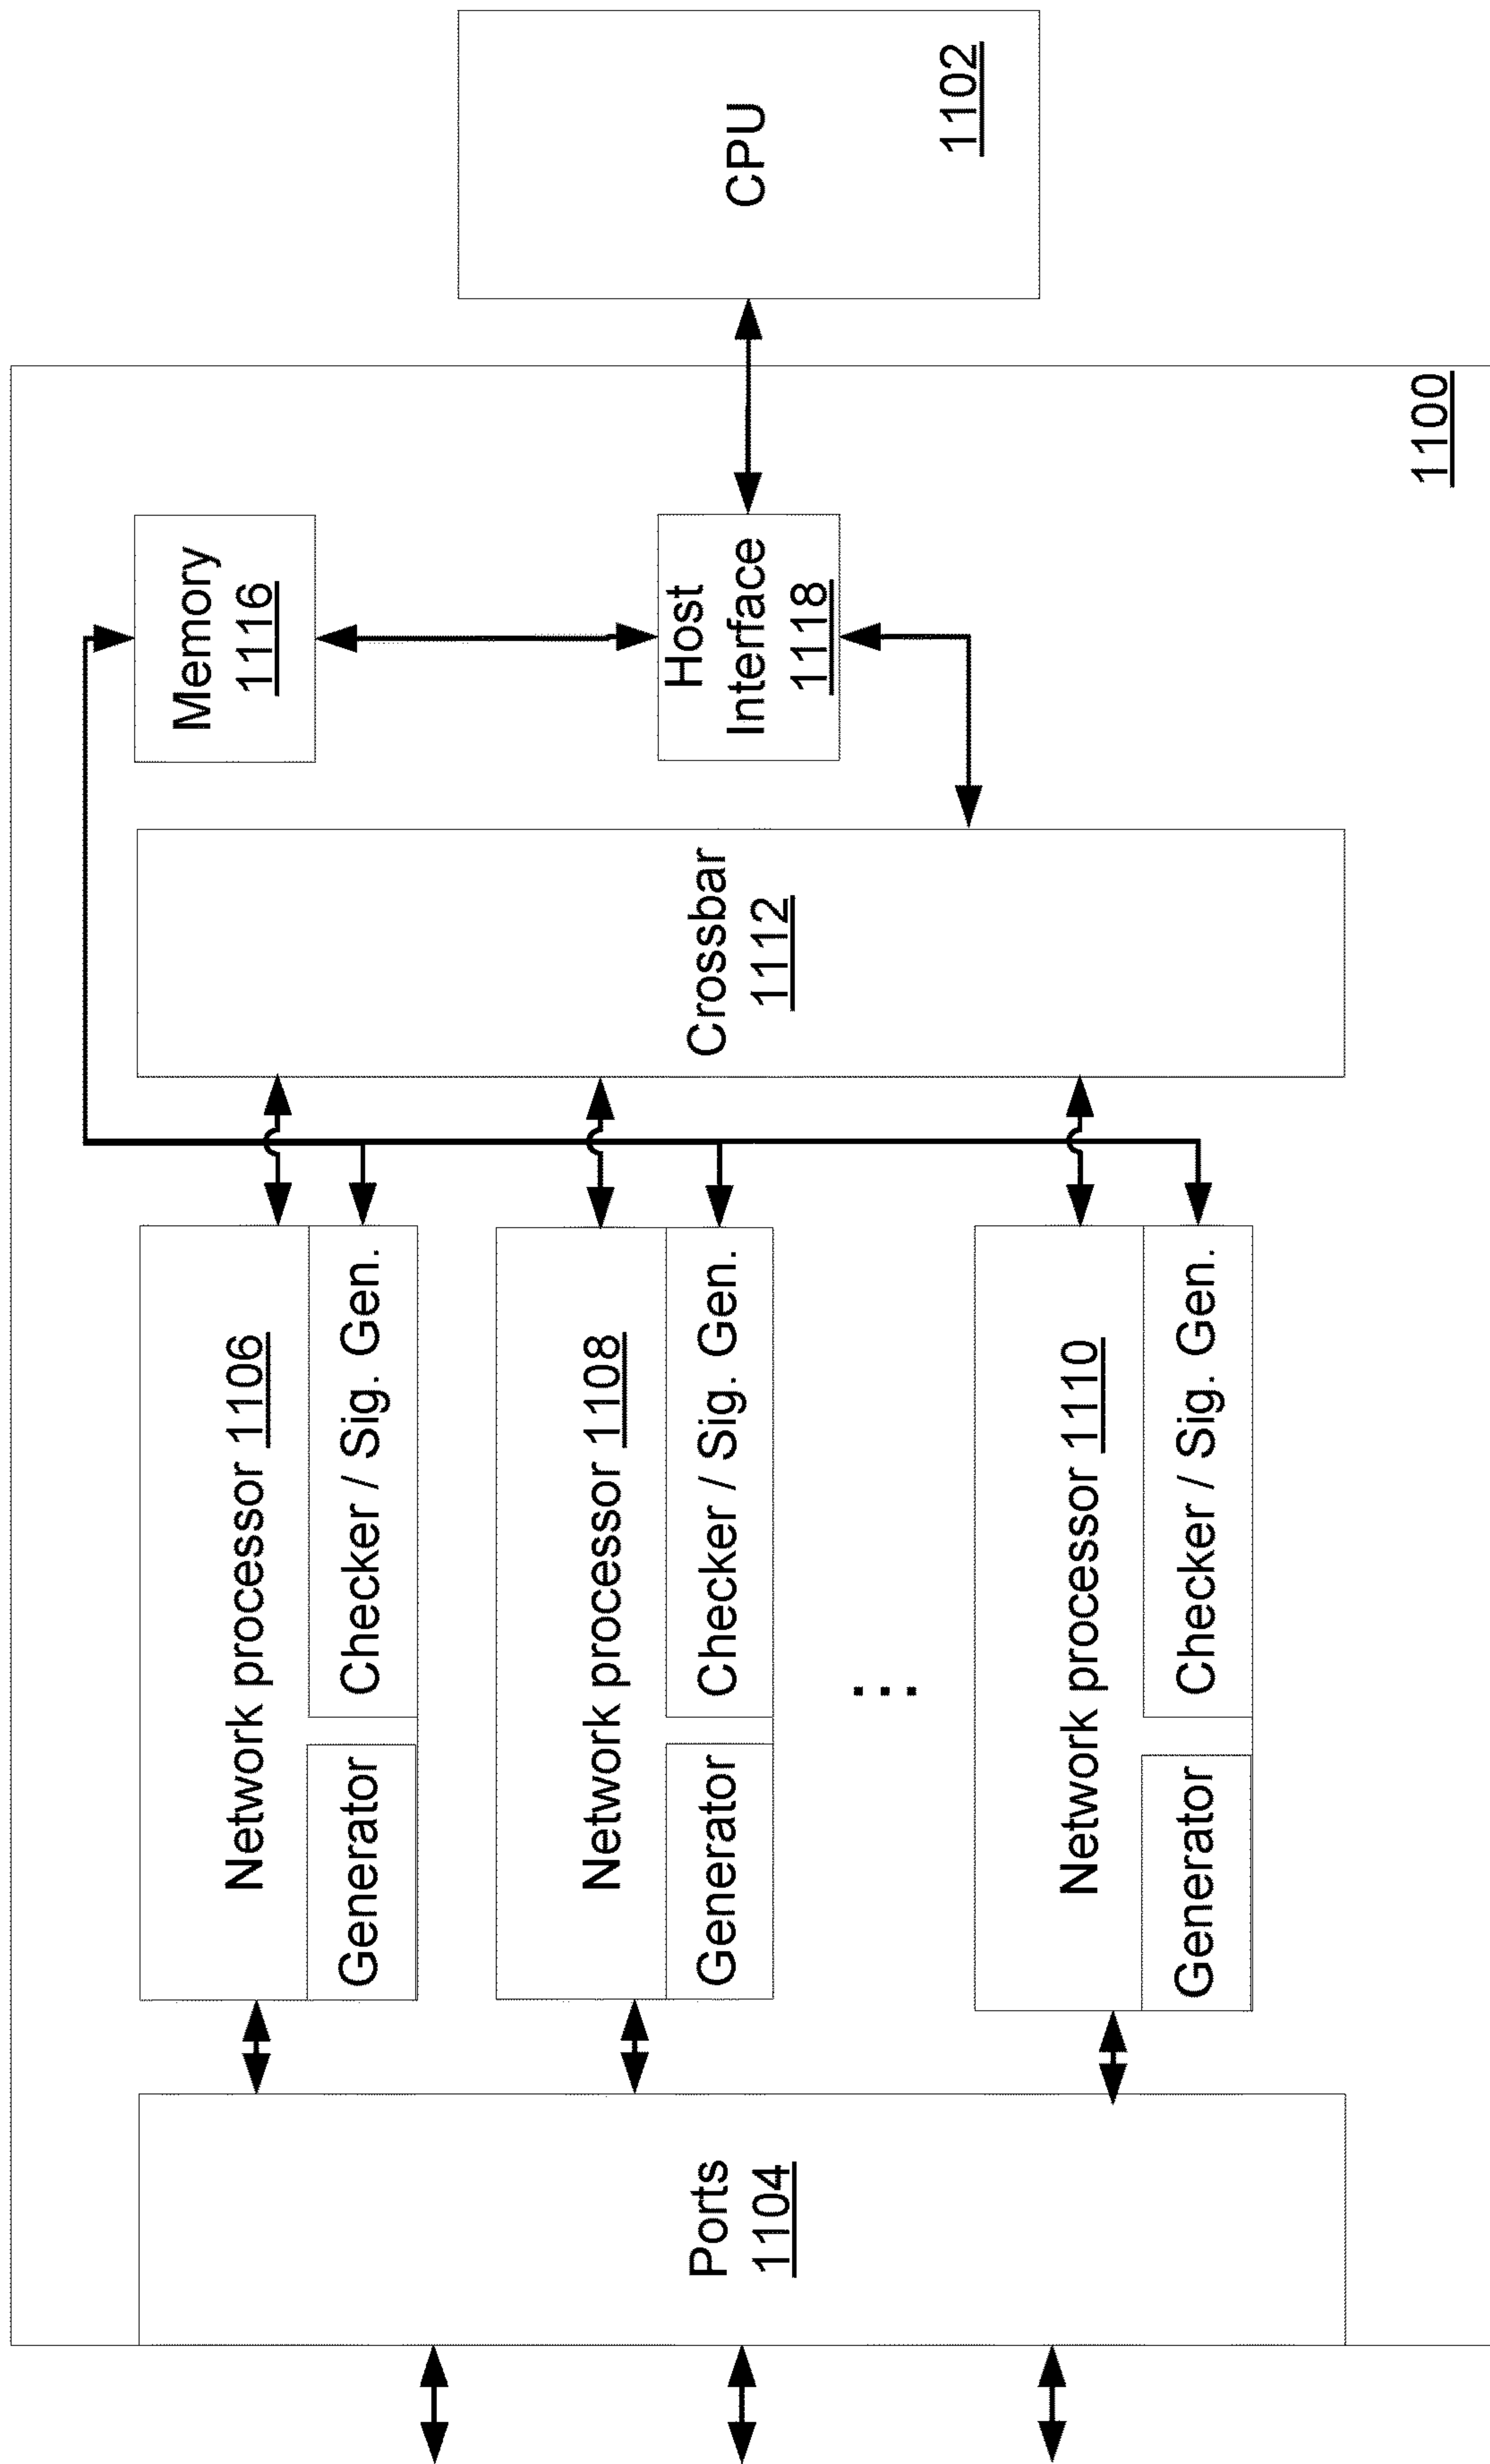 Ports
1104
Network processor 1106
Generator
Checker / Sig. Gen.
Network processor 1108
Generator
Checker / Sig. Gen.
...
Network processor 1110
Generator
Checker / Sig. Gen.
Crossbar
1112
Memory
1116
Host
Interface
1118
1100
CPU
1102